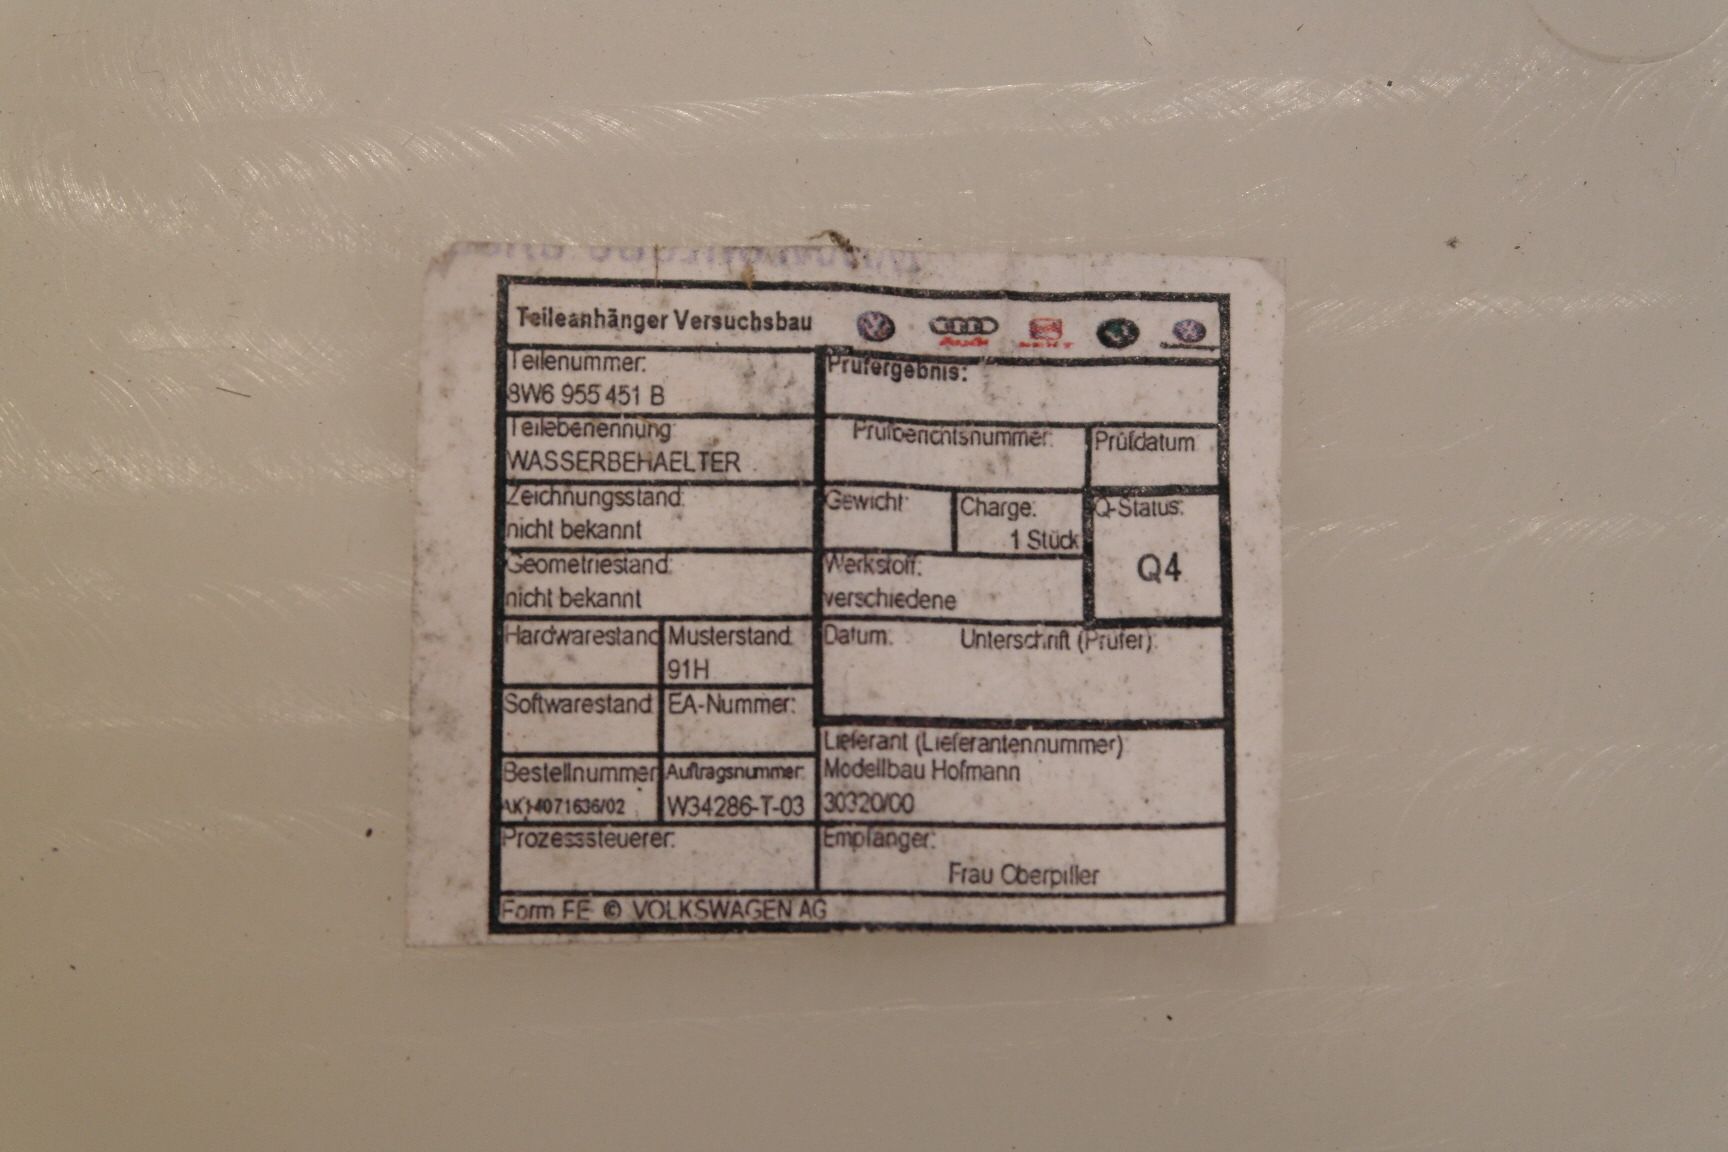 Teileanhänger Versuchsbau
Audi
SEAT
Teilenummer:
8W6 955 451 B
Prüfergebnis:
Teilebenennung:
WASSERBEHAELTER
Prüfberichtsnummer:
Prüfdatum
Zeichnungsstand:
nicht bekannt
Gewicht:
Charge:
1 Stück
Q-Status:
Q4
Geometriestand:
nicht bekannt
Werkstoff:
verschiedene
Hardwarestand
Musterstand:
91H
Datum:
Unterschrift (Prüfer):
Softwarestand
EA-Nummer:
Lieferant (Lieferantennummer)
Modellbau Hofmann
30320/00
Bestellnummer
Auftragsnummer:
W34286-T-03
Prozesssteuerer:
Empfänger:
Frau Oberpiller
Form FE © VOLKSWAGEN AG